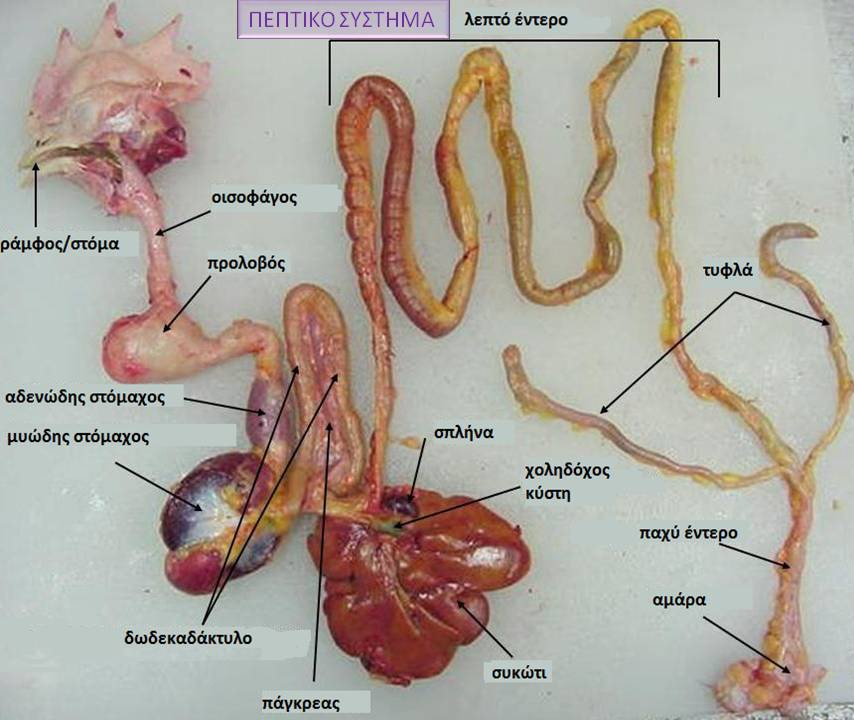 ΠΕΠΤΙΚΟ ΣΥΣΤΗΜΑ
λεπτό έντερο
οισοφάγος
ράμφος/στόμα
προλοβός
τυφλά
αδενώδης στόμαχος
μυώδης στόμαχος
σπλήνα
χοληδόχος
κύστη
παχύ έντερο
αμάρα
δωδεκαδάκτυλο
συκώτι
πάγκρεας